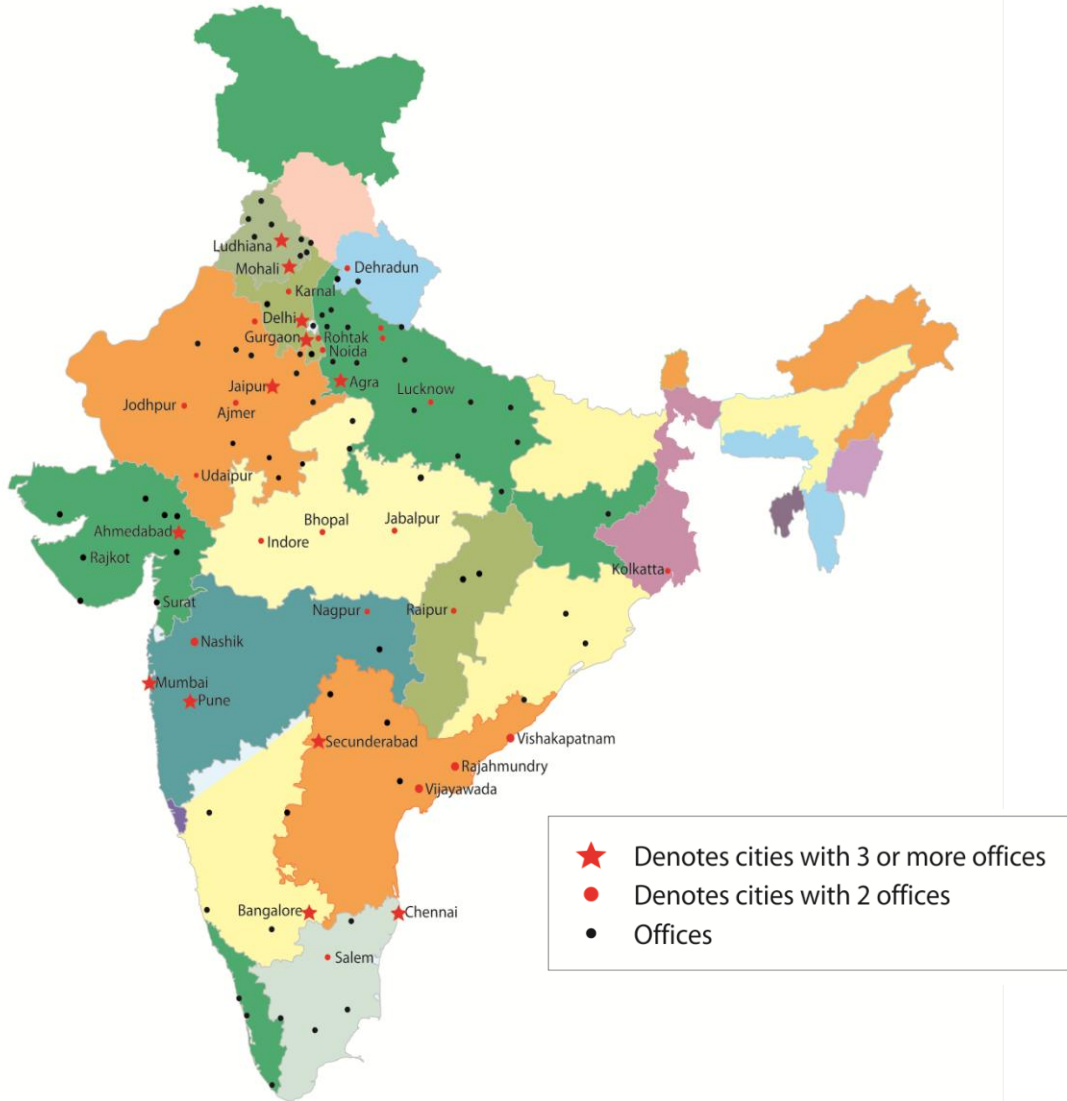 Ludhiana
Mohali
Dehradun
Karnal
Delhi
Gurgaon
Rohtak
Noida
Jaipur
Agra
Lucknow
Jodhpur
Ajmer
Udaipur
Ahmedabad
Bhopal
Jabalpur
Indore
Rajkot
Kolkatta
Surat
Nagpur
Raipur
Nashik
Mumbai
Pune
Secunderabad
Vishakapatnam
Rajahmundry
Vijayawada
Bangalore
Chennai
Salem
Denotes cities with 3 or more offices
Denotes cities with 2 offices
Offices